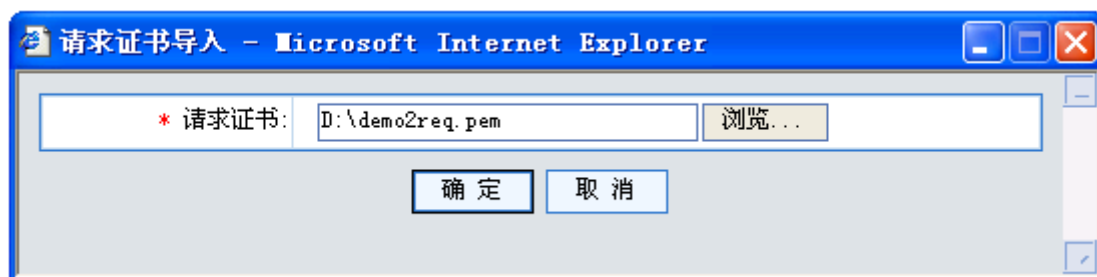 请求证书导入 - Microsoft Internet Explorer
* 请求证书: D:\demo2req.pem 浏览...
确 定 取 消